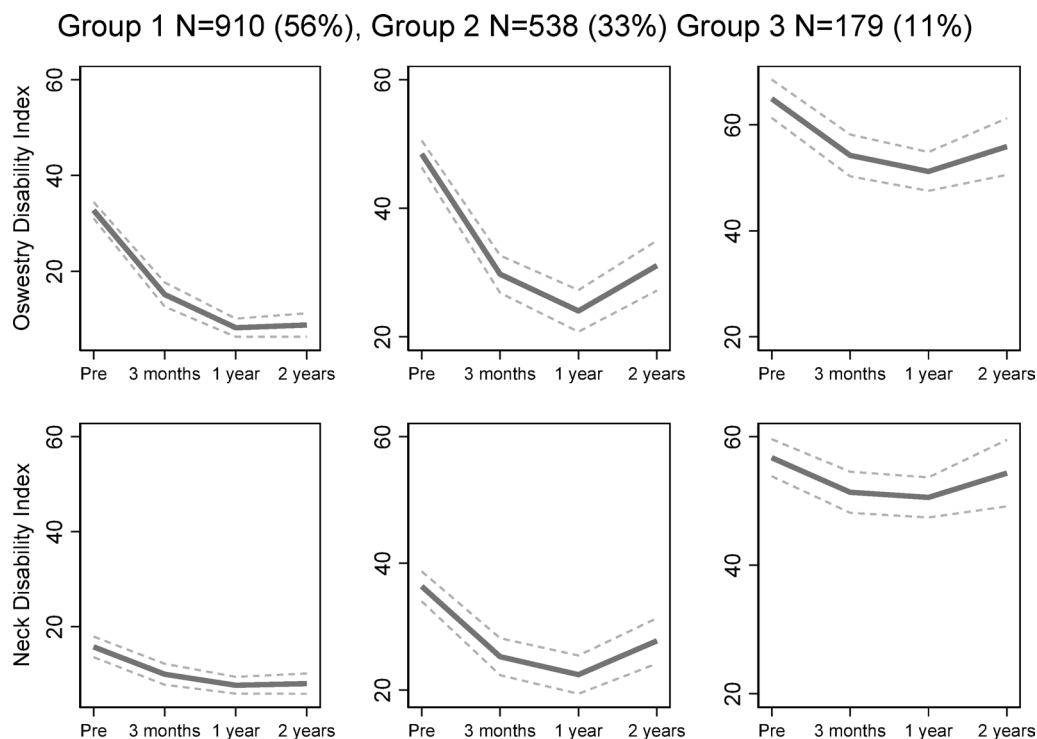 Group 1 N=910 (56%), Group 2 N=538 (33%) Group 3 N=179 (11%)
Oswestry Disability Index
60
40
20
Pre 3 months 1 year 2 years
60
40
20
Pre 3 months 1 year 2 years
60
40
20
Pre 3 months 1 year 2 years
Neck Disability Index
60
40
20
Pre 3 months 1 year 2 years
60
40
20
Pre 3 months 1 year 2 years
60
40
20
Pre 3 months 1 year 2 years